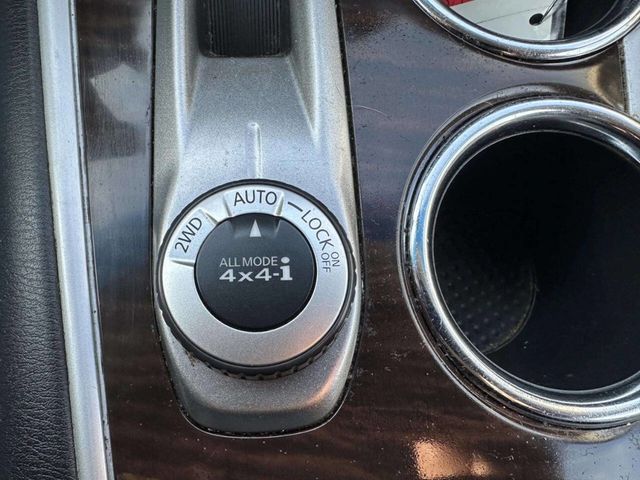 2WD
AUTO
LOCK ON
OFF
ALL MODE
4x4-i